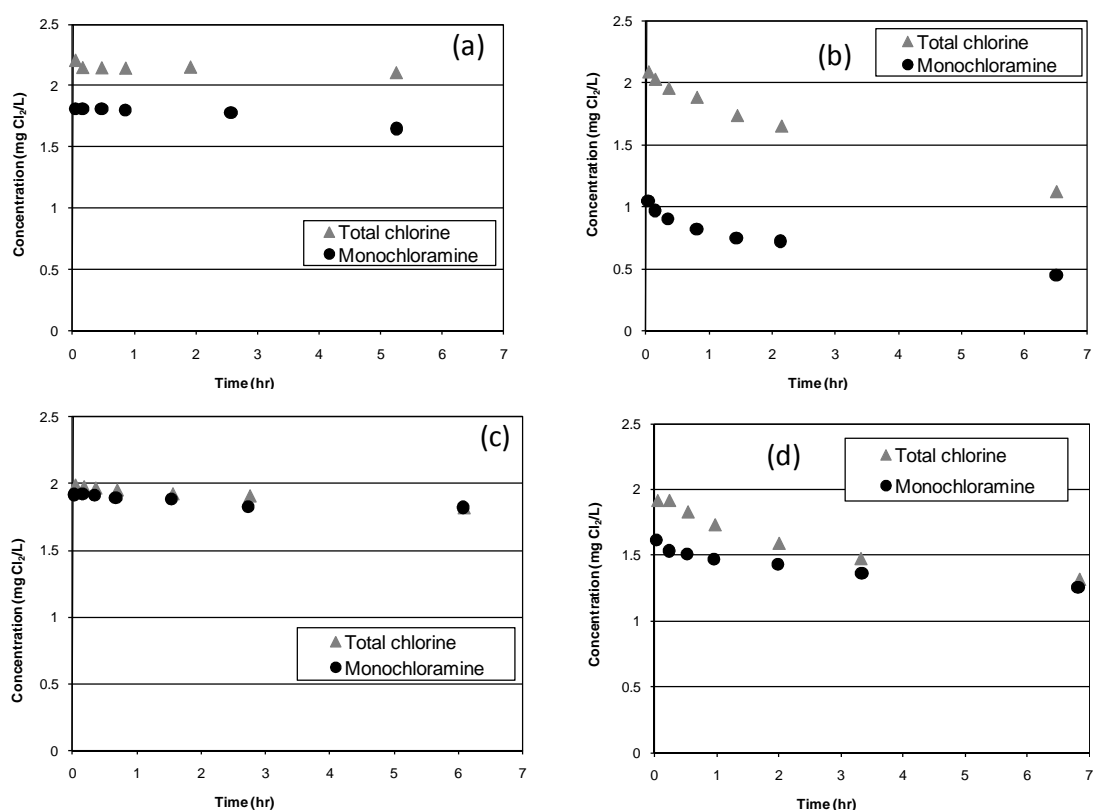 (a)
Concentration (mg Cl₂/L)
2.5
2
1.5
1
0.5
0
Total chlorine
Monochloramine
0 1 2 3 4 5 6 7
Time (hr)
(b)
Concentration (mg Cl₂/L)
2.5
2
1.5
1
0.5
0
Total chlorine
Monochloramine
0 1 2 3 4 5 6 7
Time (hr)
(c)
Concentration (mg Cl₂/L)
2.5
2
1.5
1
0.5
0
Total chlorine
Monochloramine
0 1 2 3 4 5 6 7
Time (hr)
(d)
Concentration (mg Cl₂/L)
2.5
2
1.5
1
0.5
0
Total chlorine
Monochloramine
0 1 2 3 4 5 6 7
Time (hr)